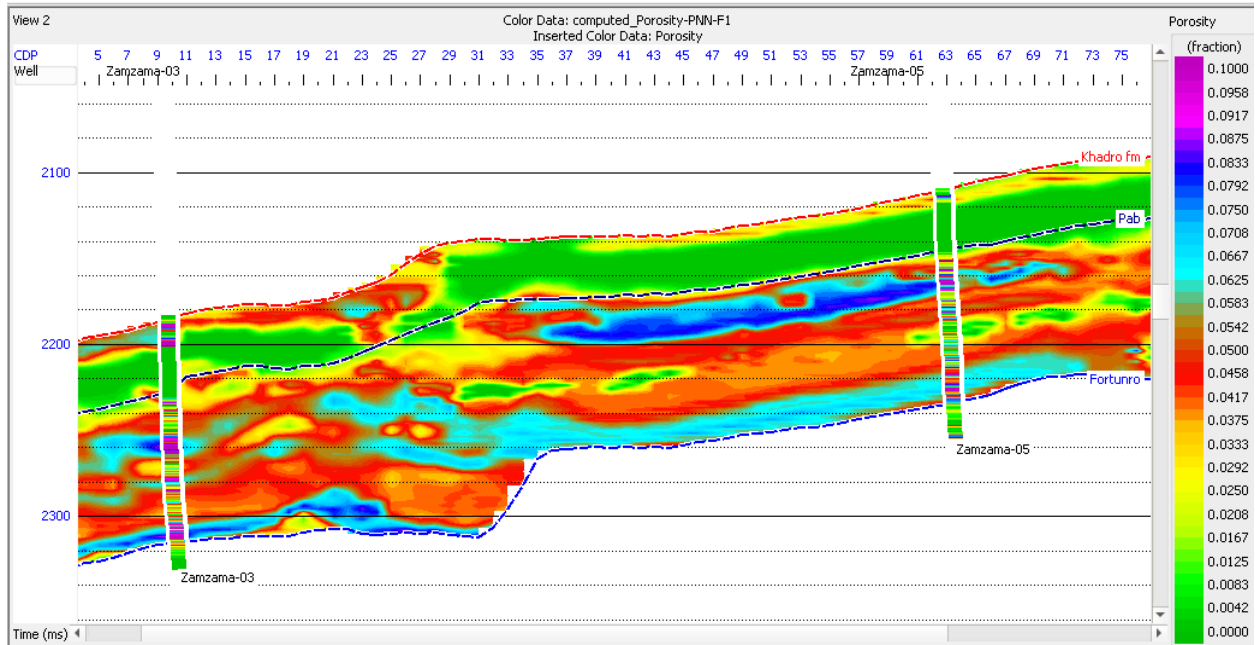 View 2
Color Data: computed_Porosity-PNN-F1
Inserted Color Data: Porosity
Porosity
CDP 5 7 9 11 13 15 17 19 21 23 25 27 29 31 33 35 37 39 41 43 45 47 49 51 53 55 57 59 61 63 65 67 69 71 73 75
Well Zamzama-03 Zamzama-05
(fraction)
0.1000
0.0958
0.0917
0.0875
0.0833
0.0792
0.0750
0.0708
0.0667
0.0625
0.0583
0.0542
0.0500
0.0458
0.0417
0.0375
0.0333
0.0292
0.0250
0.0208
0.0167
0.0125
0.0083
0.0042
0.0000
Khadro fm
2100
Pab
2200
Fortunro
Zamzama-05
2300
Zamzama-03
Time (ms)